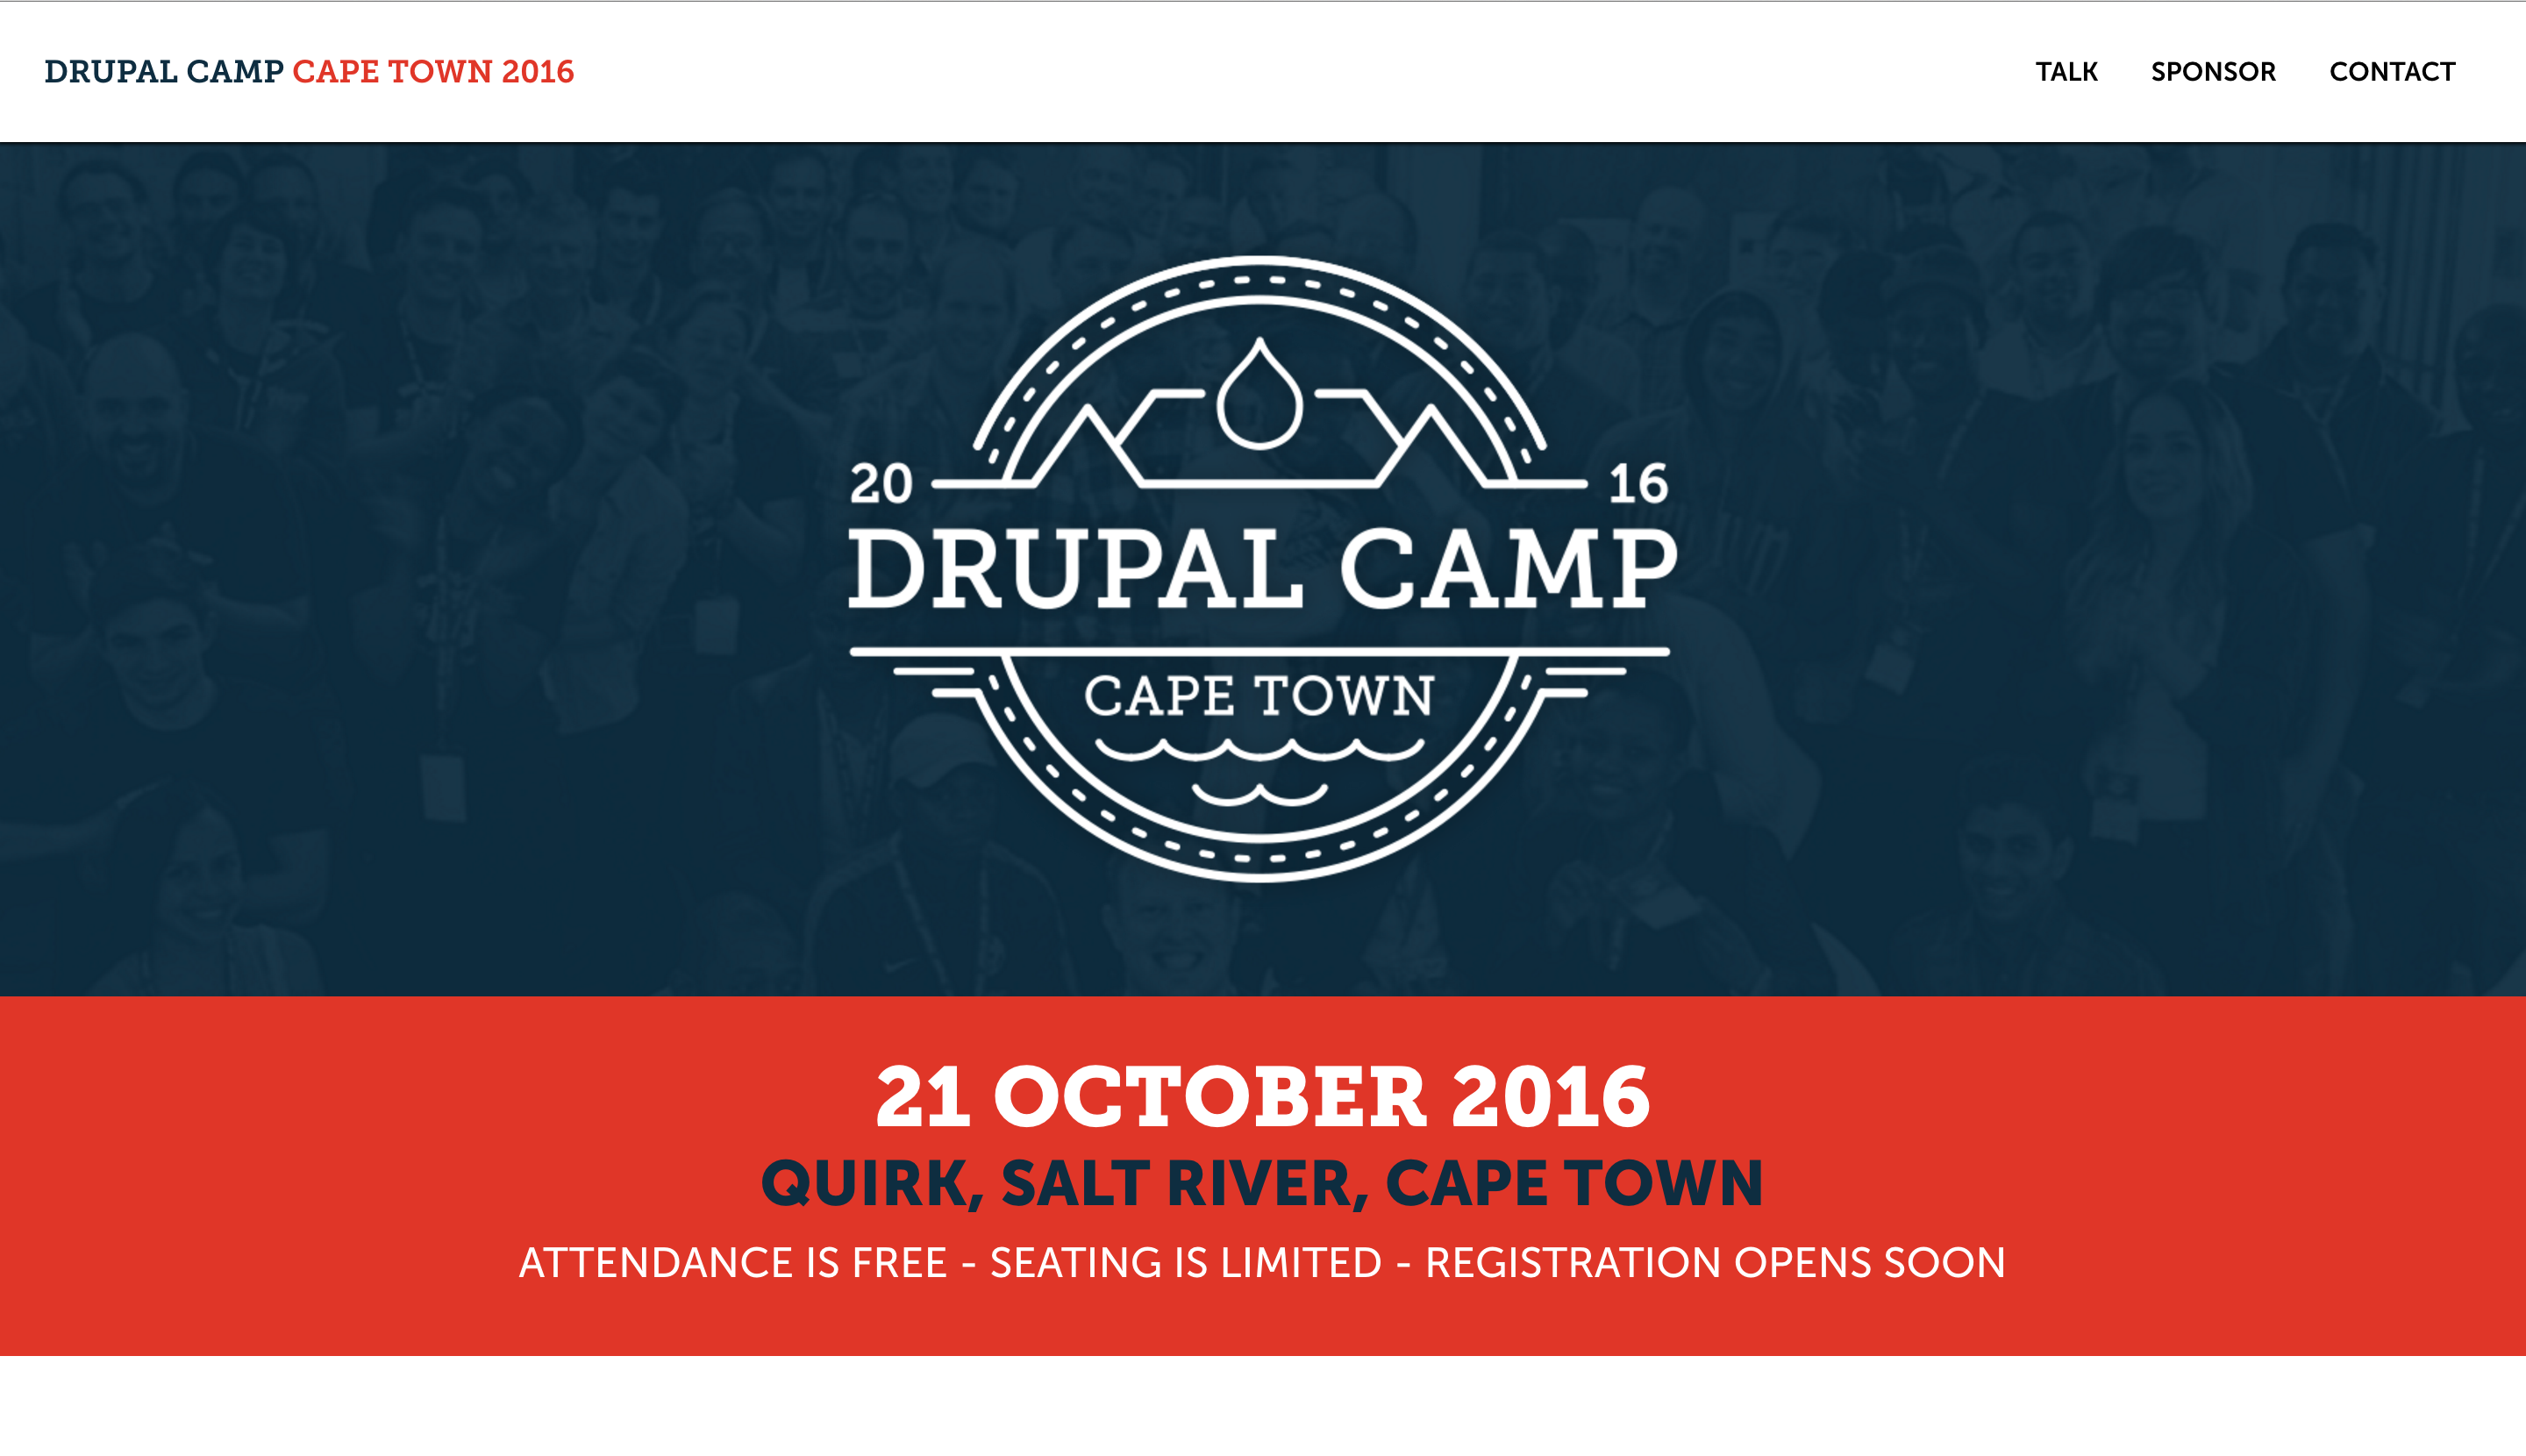 DRUPAL CAMP CAPE TOWN 2016
TALK SPONSOR CONTACT
20 16
DRUPAL CAMP
CAPE TOWN
21 OCTOBER 2016
QUIRK, SALT RIVER, CAPE TOWN
ATTENDANCE IS FREE - SEATING IS LIMITED - REGISTRATION OPENS SOON